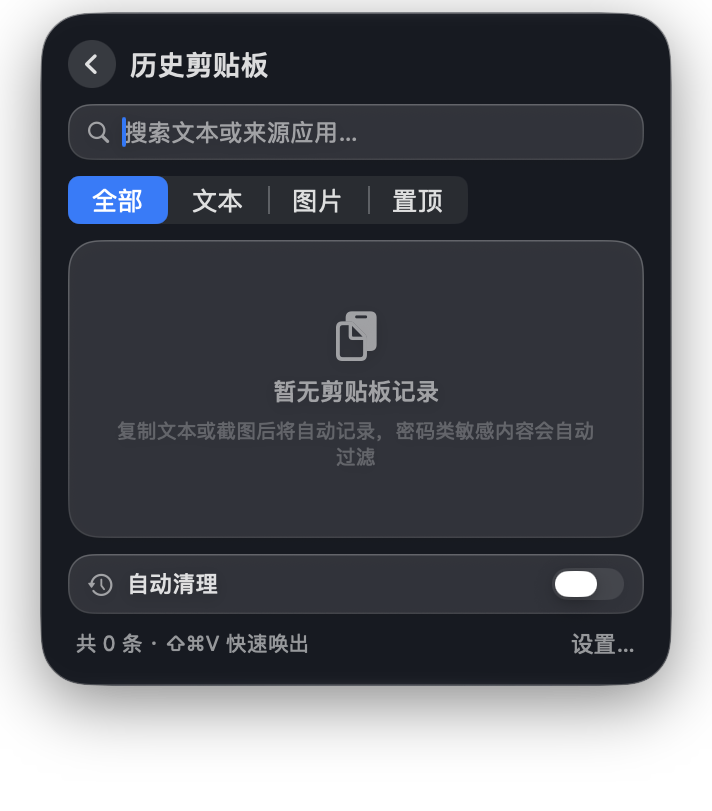 历史剪贴板
搜索文本或来源应用...
全部 文本 图片 置顶
暂无剪贴板记录
复制文本或截图后将自动记录，密码类敏感内容会自动
过滤
自动清理
共 0 条 · ⇧⌘V 快速唤出 设置...